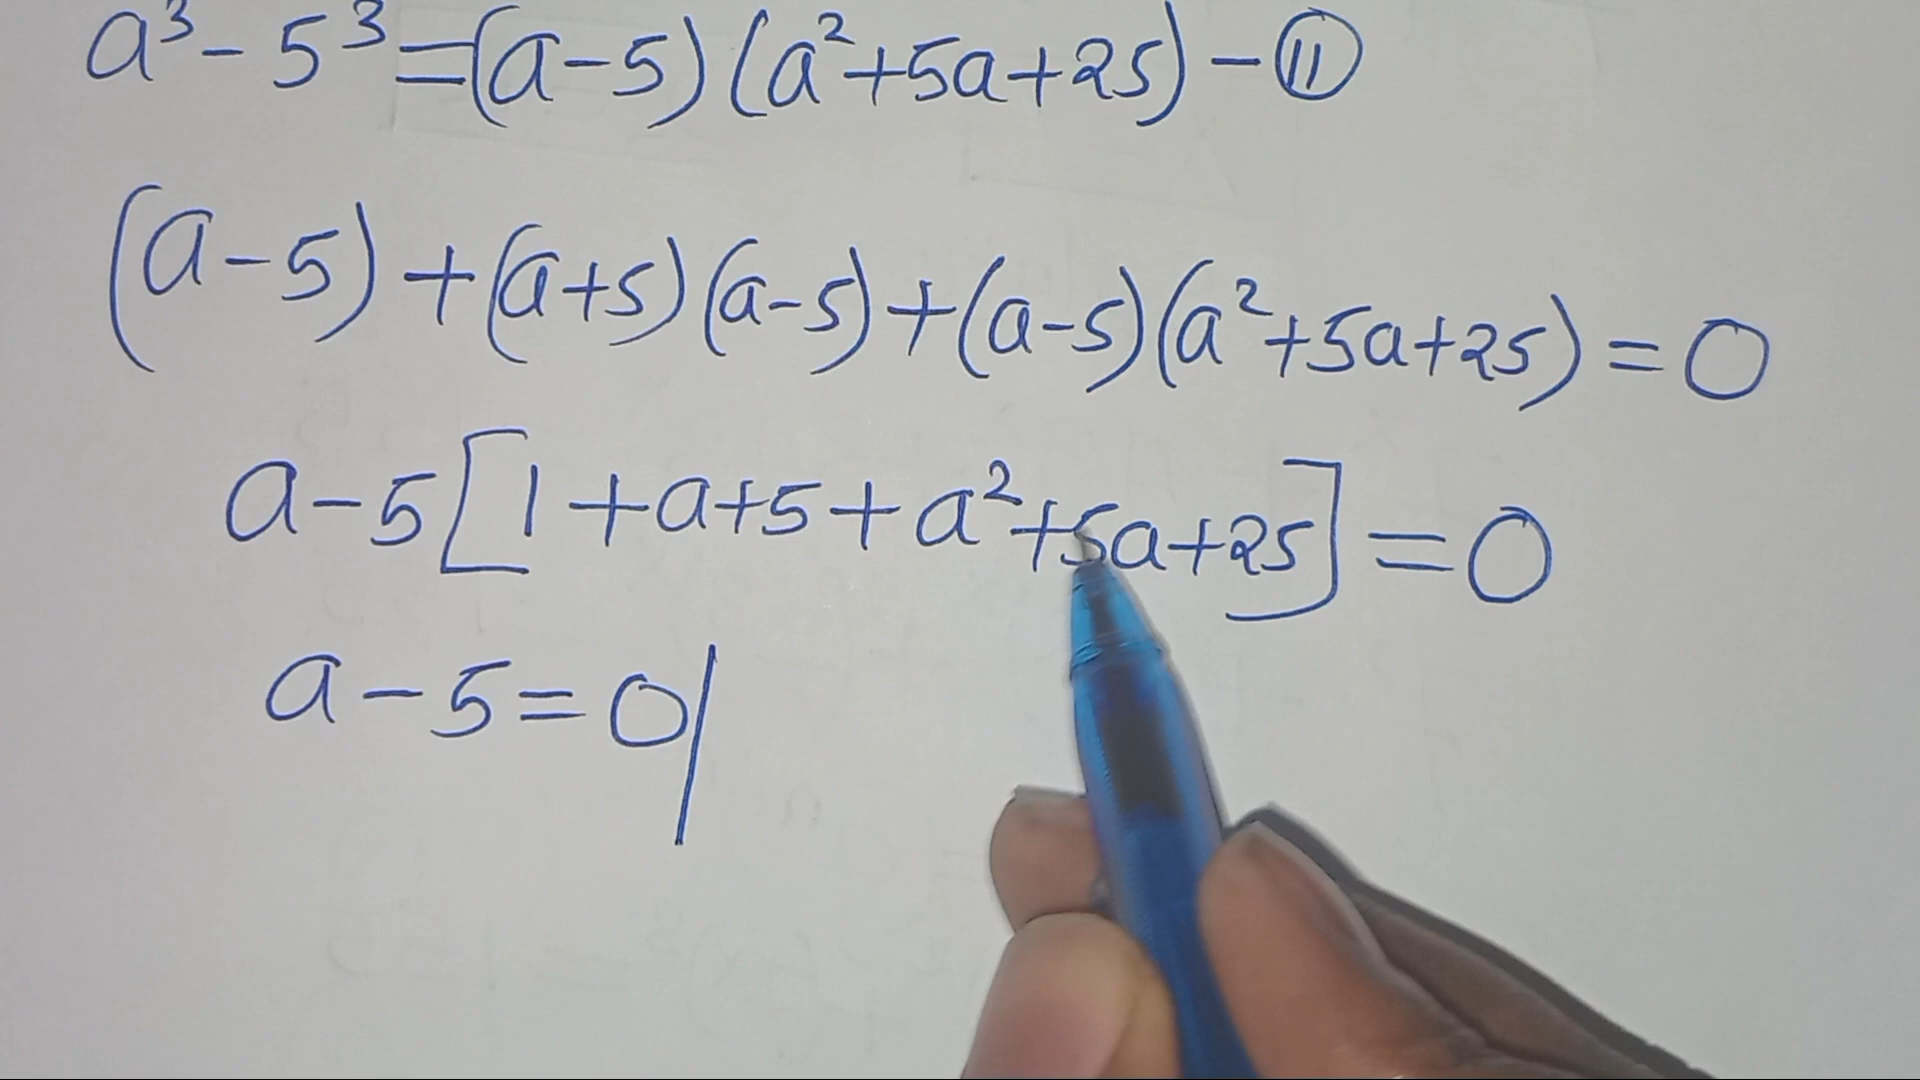 a³ - 5³ = (a-5)(a²+5a+25) - ⑪
(a-5) + (a+5)(a-5) + (a-5)(a²+5a+25) = 0
a-5[1+a+5+a²+5a+25] = 0
a-5=0|